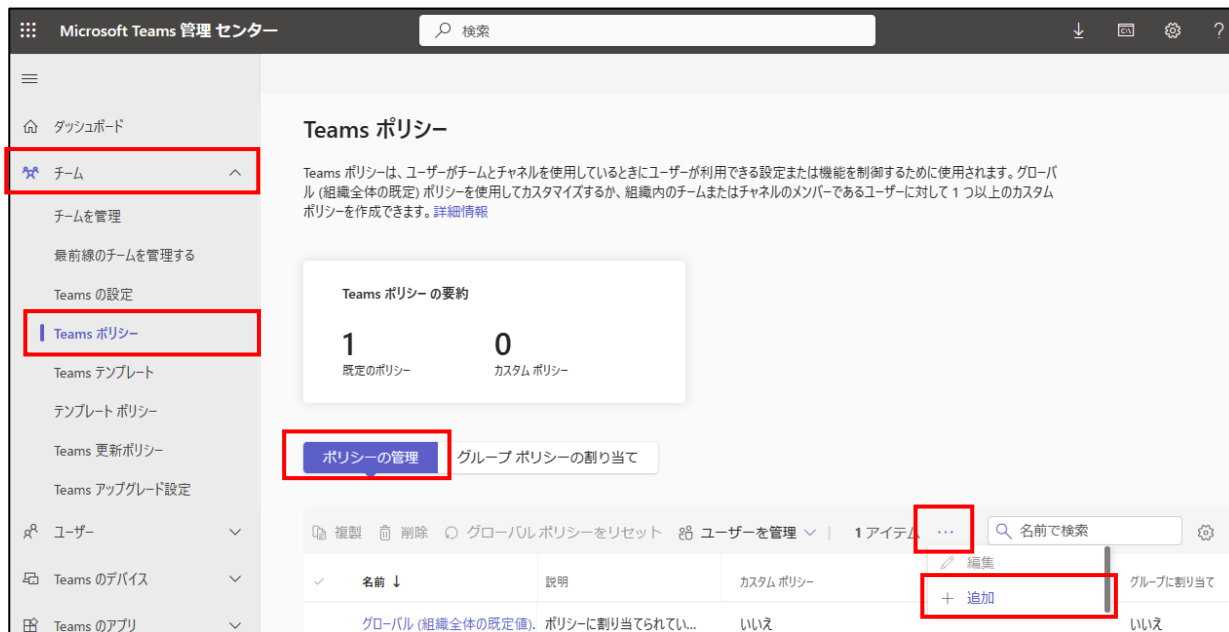 Microsoft Teams 管理 センター
検索
?
ダッシュボード
チーム
チームを管理
最前線のチームを管理する
Teams の設定
Teams ポリシー
Teams テンプレート
テンプレート ポリシー
Teams 更新ポリシー
Teams アップグレード設定
ユーザー
Teams のデバイス
Teams のアプリ
Teams ポリシー
Teams ポリシーは、ユーザーがチームとチャネルを使用しているときにユーザーが利用できる設定または機能を制御するために使用されます。グローバ
ル (組織全体の既定) ポリシーを使用してカスタマイズするか、組織内のチームまたはチャネルのメンバーであるユーザーに対して 1 つ以上のカスタム
ポリシーを作成できます。詳細情報
Teams ポリシー の要約
1
既定のポリシー
0
カスタム ポリシー
ポリシーの管理
グループ ポリシーの割り当て
複製 削除 グローバル ポリシーをリセット ユーザーを管理 1 アイテム … 名前で検索
編集
追加
名前 ↓ 説明 カスタム ポリシー グループに割り当て
グローバル (組織全体の既定値). ポリシーに割り当てられてい... いいえ いいえ